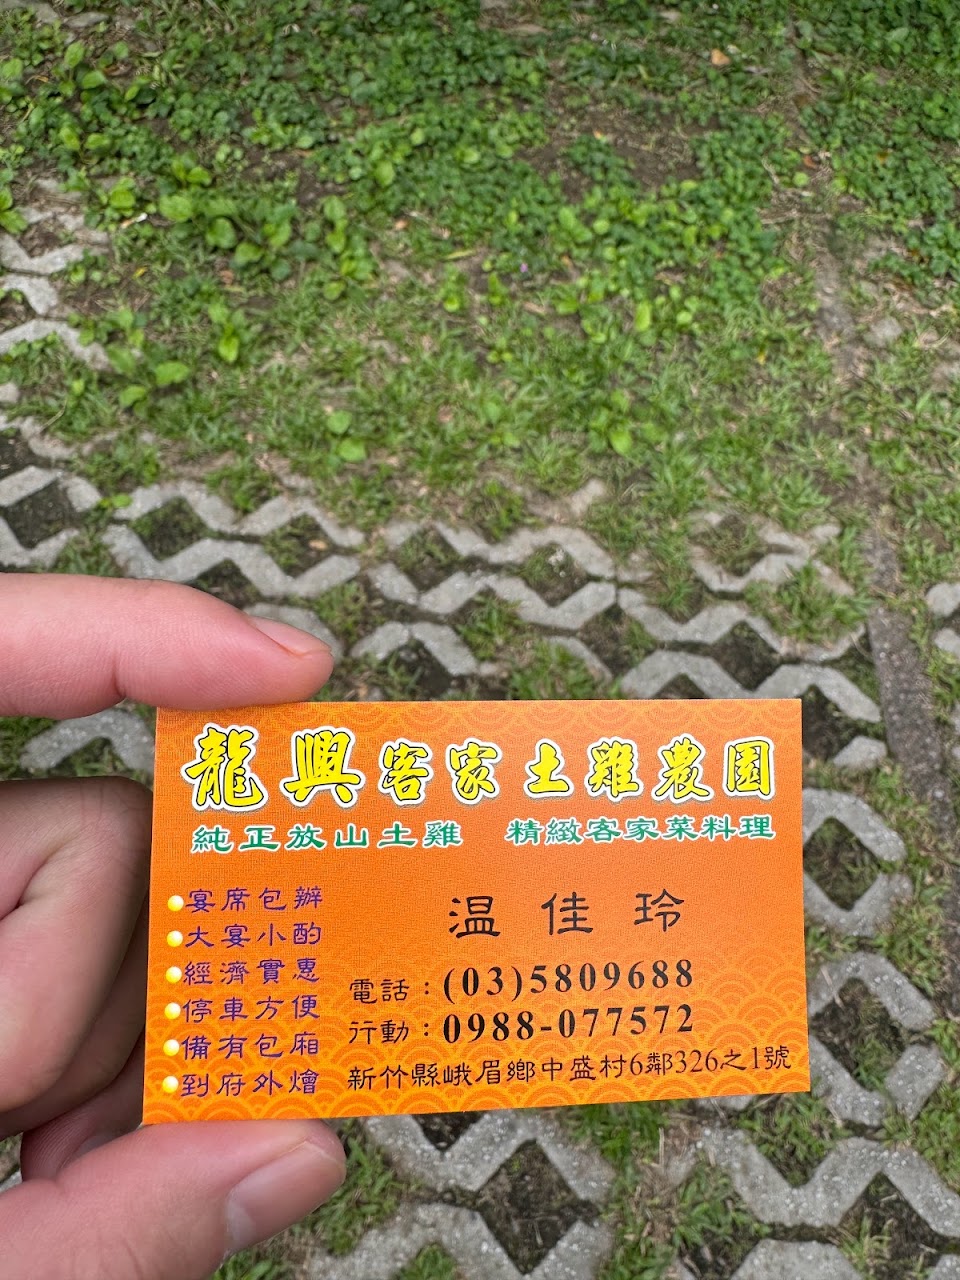 龍興客家土雞農園
純正放山土雞 精緻客家菜料理
宴席包辦
大宴小酌
經濟實惠
停車方便
備有包廂
到府外燴
温佳玲
電話：(03)5809688
行動：0988-077572
新竹縣峨眉鄉中盛村6鄰326之1號